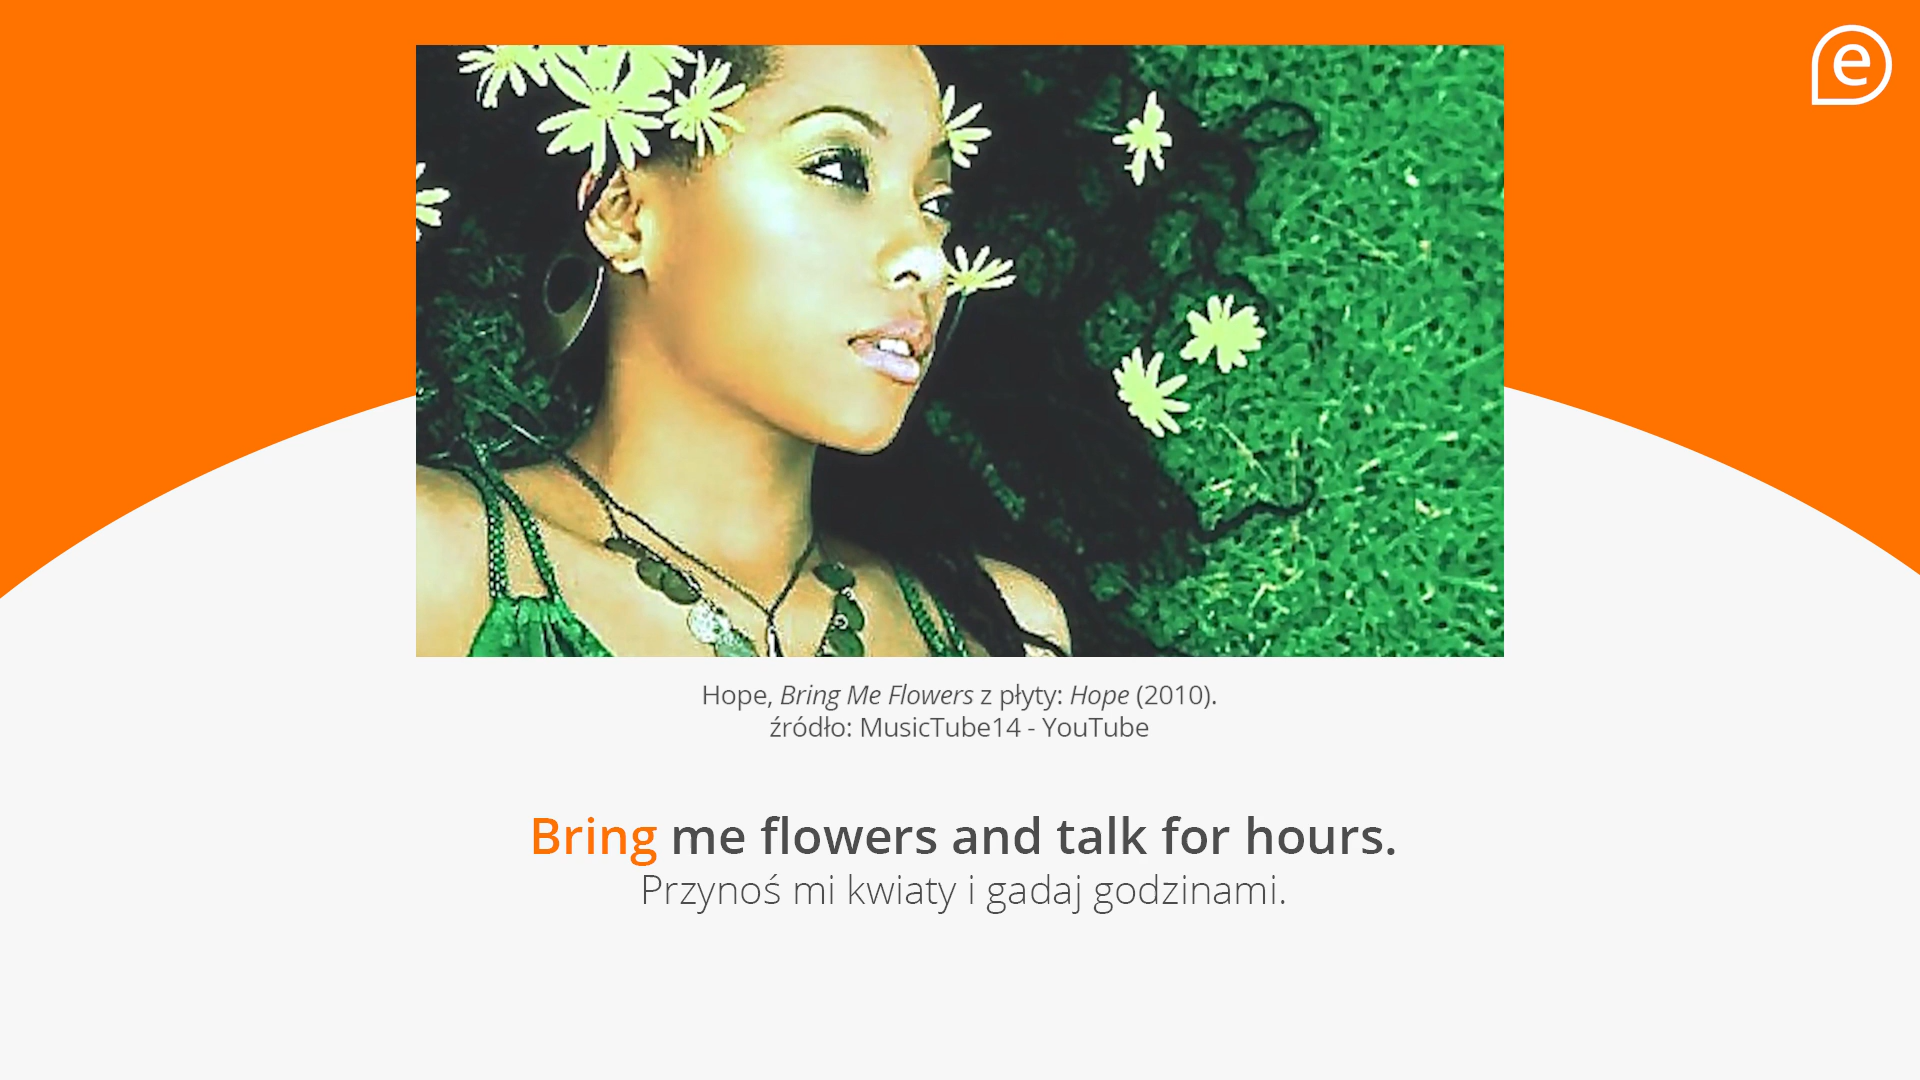 e
Hope, Bring Me Flowers z płyty: Hope (2010).
źródło: MusicTube14 - YouTube
Bring me flowers and talk for hours.
Przynoś mi kwiaty i gadaj godzinami.